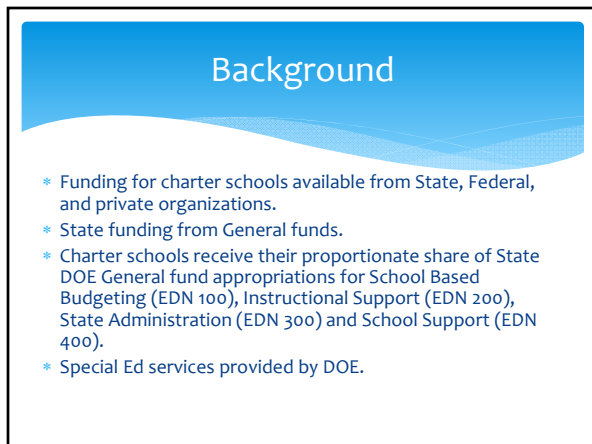 Background
* Funding for charter schools available from State, Federal,
and private organizations.
* State funding from General funds.
* Charter schools receive their proportionate share of State
DOE General fund appropriations for School Based
Budgeting (EDN 100), Instructional Support (EDN 200),
State Administration (EDN 300) and School Support (EDN
400).
* Special Ed services provided by DOE.